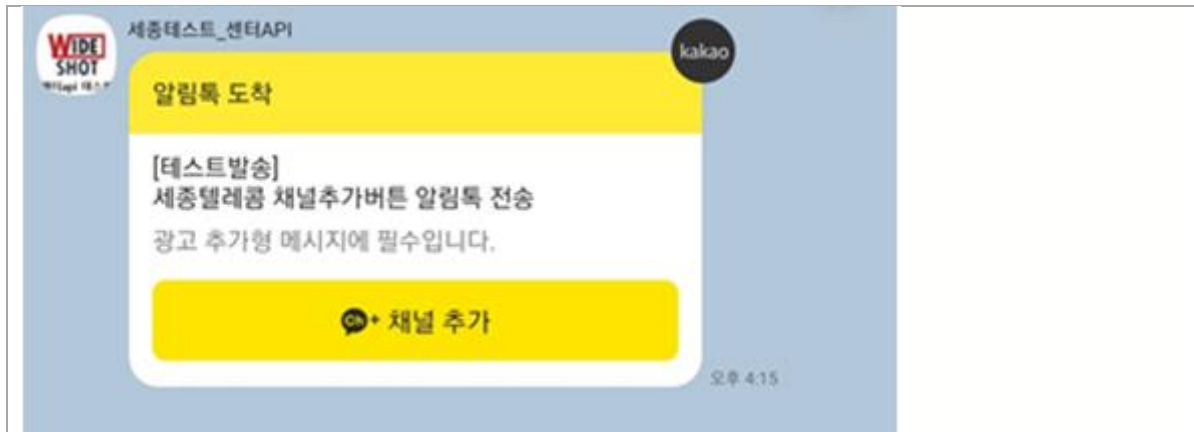 WIDE
SHOT
세종테스트_센터API
kakao
알림톡 도착
[테스트발송]
세종텔레콤 채널추가버튼 알림톡 전송
광고 추가형 메시지에 필수입니다.
Ch+ 채널 추가
오후 4:15